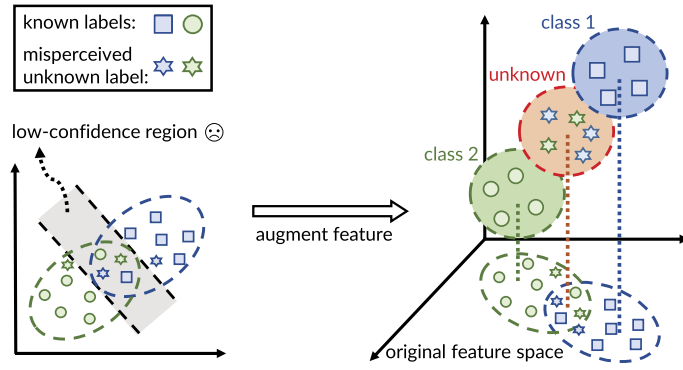 known labels:
misperceived
unknown label:
low-confidence region ☹
class 1
unknown
class 2
augment feature
original feature space